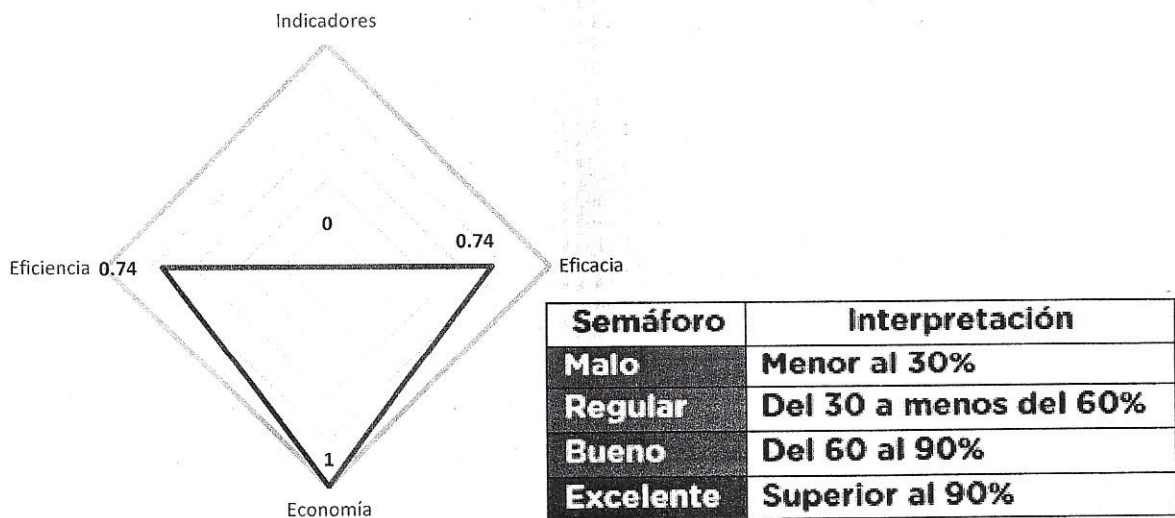 Indicadores
0
0.74
Eficiencia 0.74
Eficacia
1
Economía
Semáforo Interpretación
Malo Menor al 30%
Regular Del 30 a menos del 60%
Bueno Del 60 al 90%
Excelente Superior al 90%